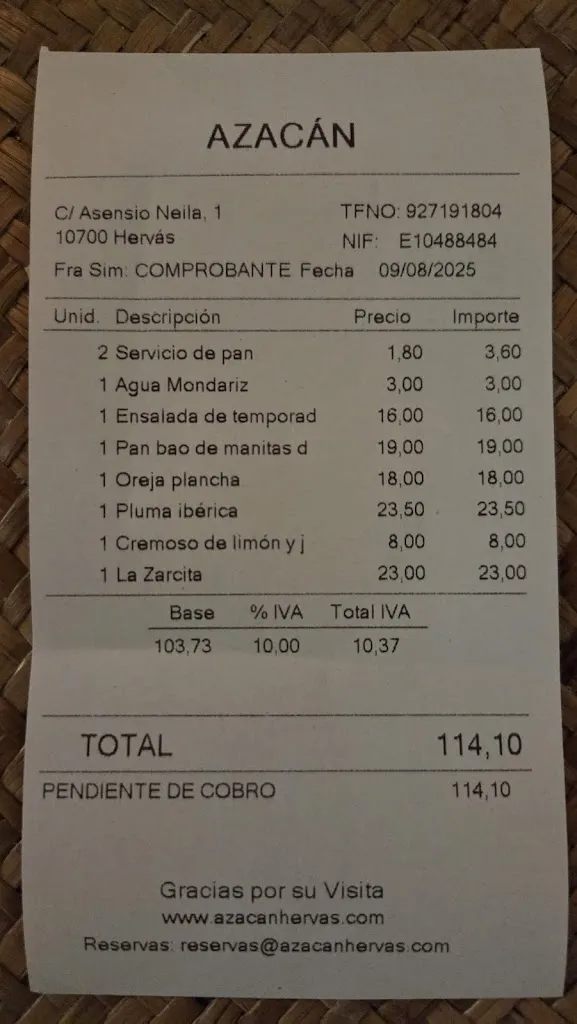 AZACÁN
C/ Asensio Neila, 1 TFNO: 927191804
10700 Hervás NIF: E10488484
Fra Sim: COMPROBANTE Fecha 09/08/2025
Unid. Descripción Precio Importe
2 Servicio de pan 1,80 3,60
1 Agua Mondariz 3,00 3,00
1 Ensalada de temporad 16,00 16,00
1 Pan bao de manitas d 19,00 19,00
1 Oreja plancha 18,00 18,00
1 Pluma ibérica 23,50 23,50
1 Cremoso de limón y j 8,00 8,00
1 La Zarcita 23,00 23,00
Base % IVA Total IVA
103,73 10,00 10,37
TOTAL 114,10
PENDIENTE DE COBRO 114,10
Gracias por su Visita
www.azacanhervas.com
Reservas: reservas@azacanhervas.com